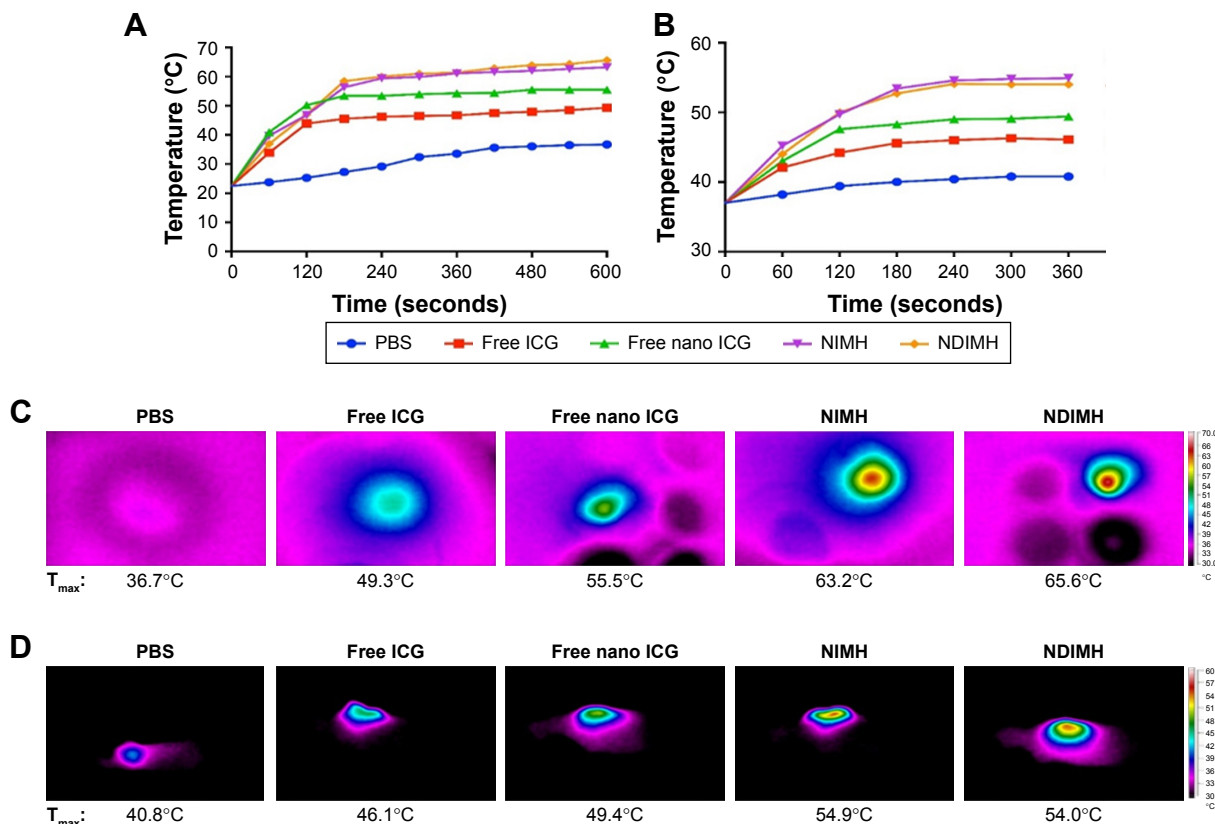 A
B
Temperature (°C)
70
60
50
40
30
20
10
0
0 120 240 360 480 600
Time (seconds)
Temperature (°C)
60
50
40
30
0 60 120 180 240 300 360
Time (seconds)
PBS Free ICG Free nano ICG NIMH NDIMH
C
PBS Free ICG Free nano ICG NIMH NDIMH
70.0
66
63
60
57
54
51
48
45
42
39
36
33
30.0
°C
Tmax: 36.7°C 49.3°C 55.5°C 63.2°C 65.6°C
D
PBS Free ICG Free nano ICG NIMH NDIMH
60
57
54
51
48
45
42
39
36
33
30
°C
Tmax: 40.8°C 46.1°C 49.4°C 54.9°C 54.0°C